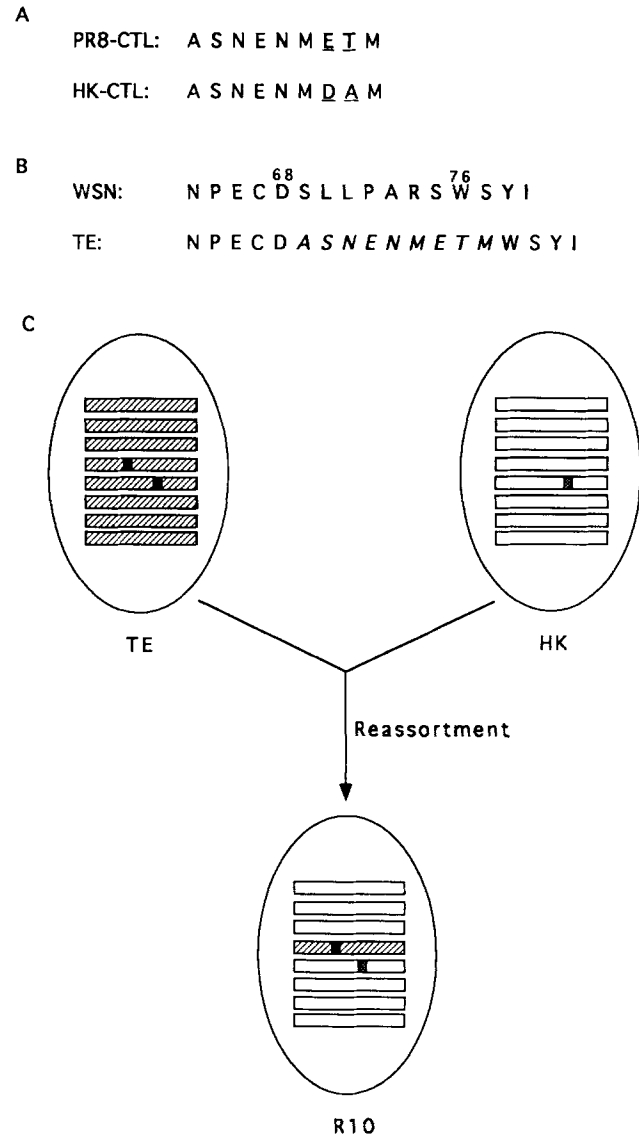 A
PR8-CTL: A S N E N M E T M
HK-CTL: A S N E N M D A M
B
68 76
WSN: N P E C D S L L P A R S W S Y I
TE: N P E C D A S N E N M E T M W S Y I
C
TE HK
Reassortment
R10